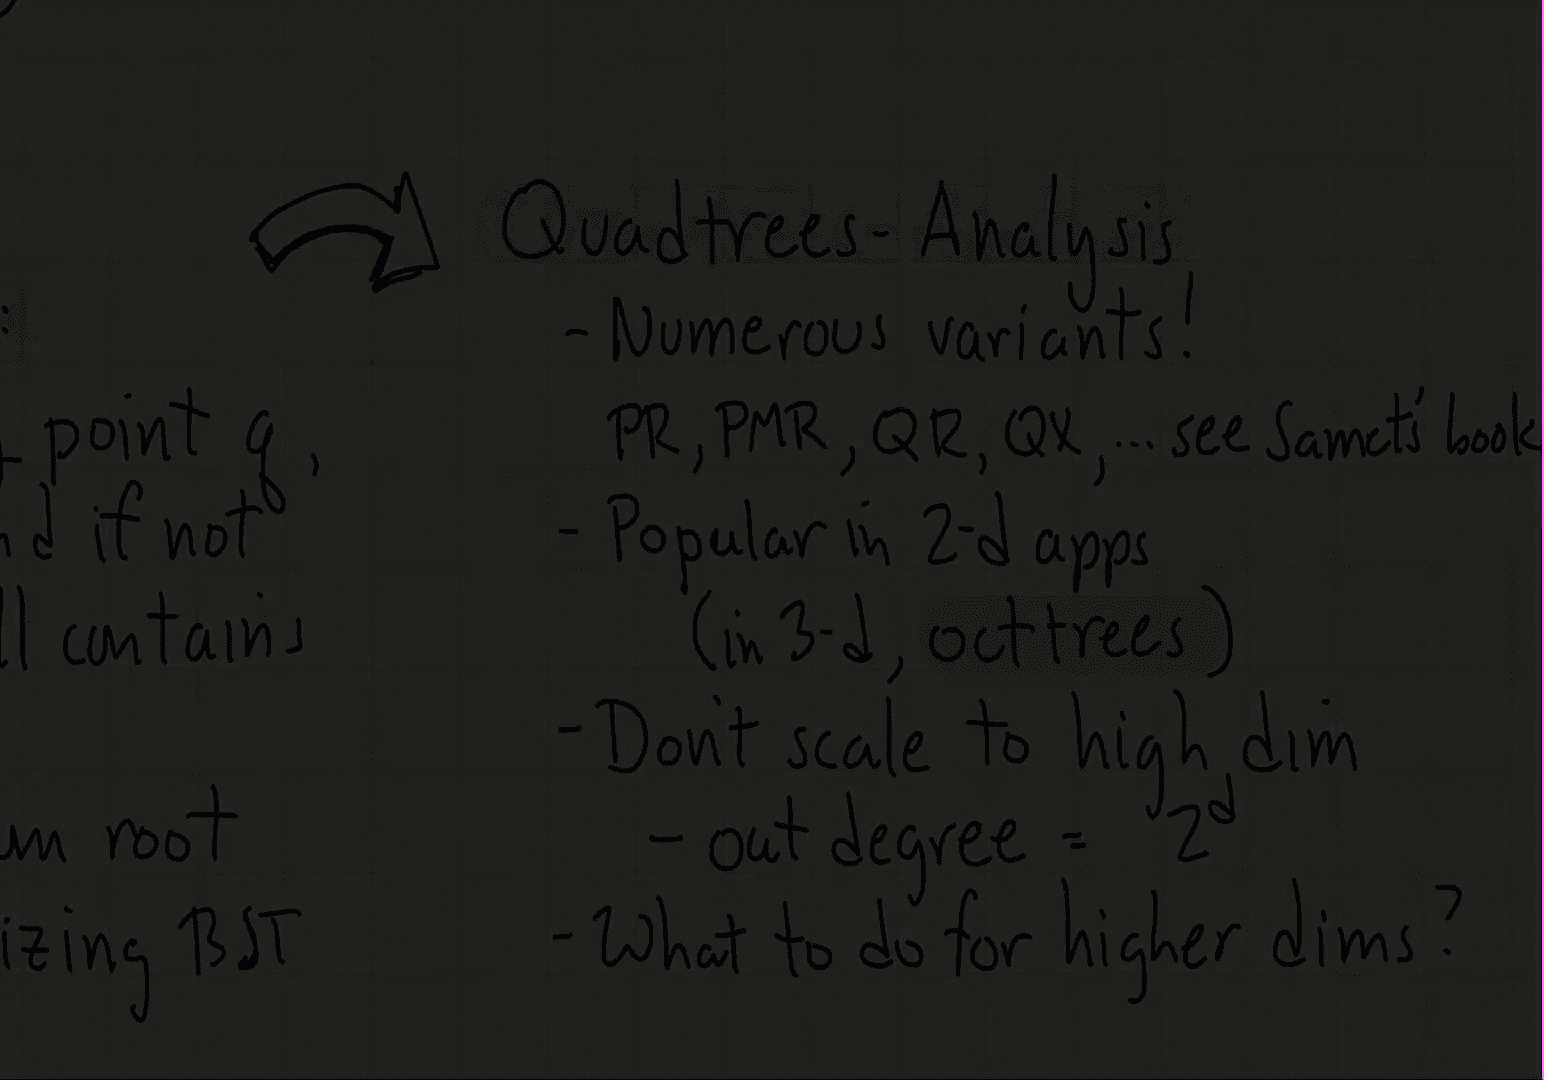 Quadtrees - Analysis
:
- Numerous variants!
point q,
PR, PMR, QR, QX, ... see Samet's book
if not
- Popular in 2-d apps
contains
(in 3-d, octtrees)
- Don't scale to high dim
root
- out degree = 2^d
izing BST
- What to do for higher dims?